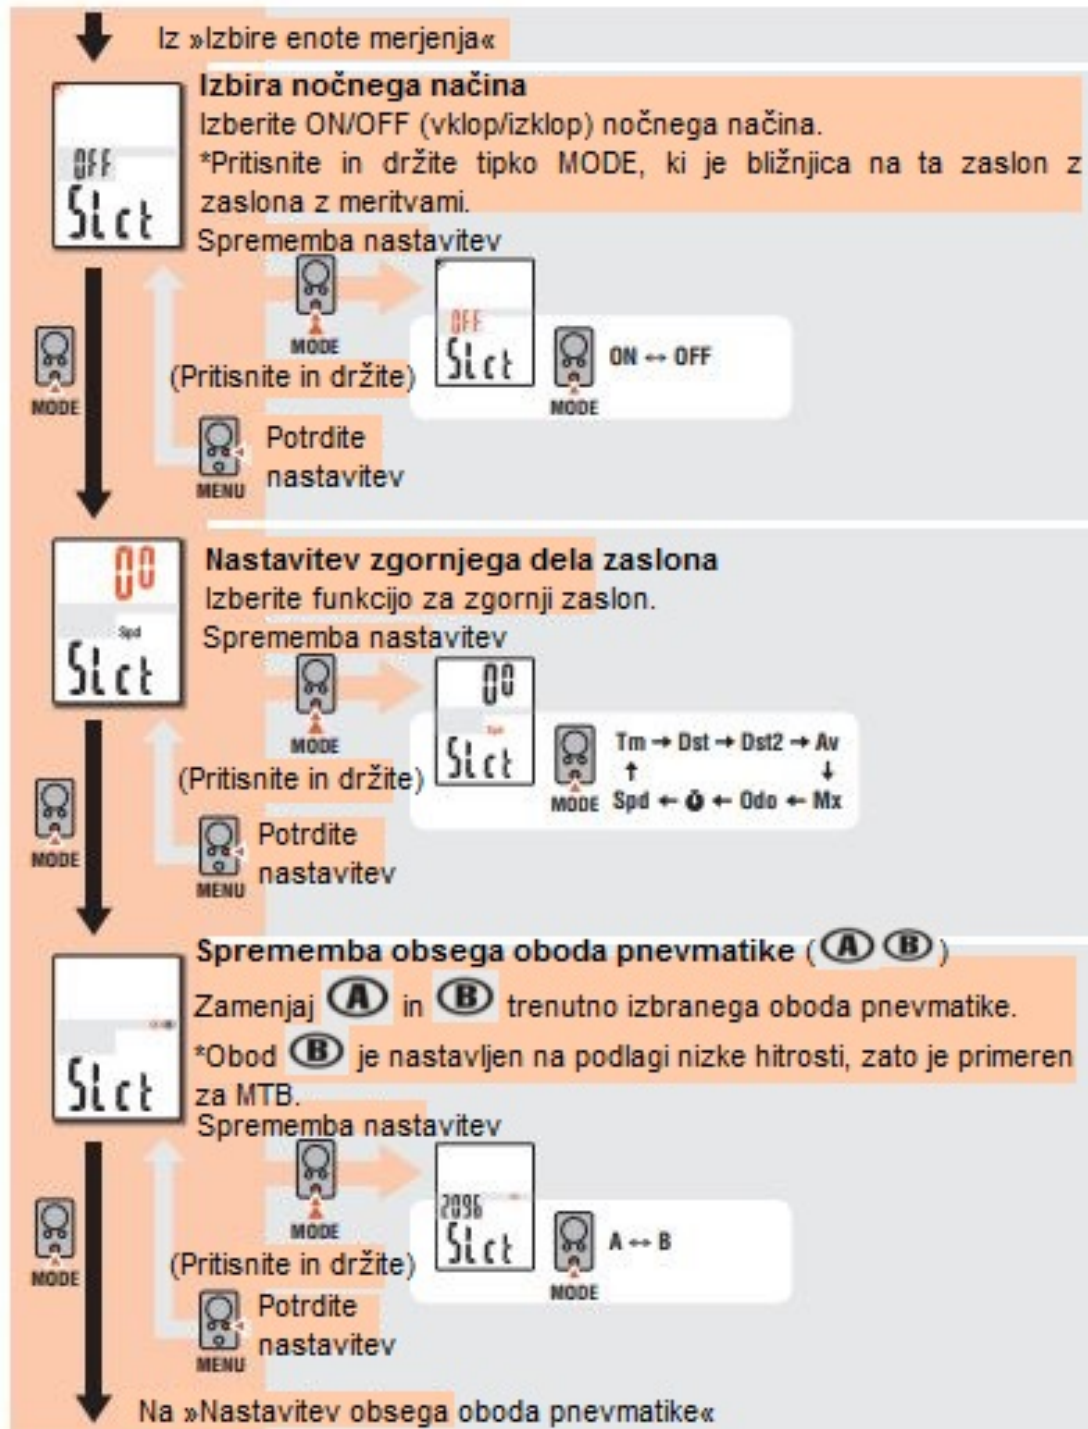 Iz »Izbire enote merjenja«
Izbira nočnega načina
Izberite ON/OFF (vklop/izklop) nočnega načina.
*Pritisnite in držite tipko MODE, ki je bližnjica na ta zaslon z
zaslona z meritvami.
OFF
Slct
Sprememba nastavitev
MODE
(Pritisnite in držite)
OFF
Slct
MODE
ON ↔ OFF
MODE
Potrdite
nastavitev
MENU
Nastavitev zgornjega dela zaslona
Izberite funkcijo za zgornji zaslon.
00
Spd
Slct
Sprememba nastavitev
MODE
(Pritisnite in držite)
00
Spd
Slct
MODE
Tm → Dst → Dst2 → Av
↑ ↓
Spd ← ⏱ ← Odo ← Mx
MODE
Potrdite
nastavitev
MENU
Sprememba obsega oboda pnevmatike (Ⓐ Ⓑ)
Zamenjaj Ⓐ in Ⓑ trenutno izbranega oboda pnevmatike.
*Obod Ⓑ je nastavljen na podlagi nizke hitrosti, zato je primeren
za MTB.
Slct
Sprememba nastavitev
MODE
(Pritisnite in držite)
2096
Slct
MODE
A ↔ B
MODE
Potrdite
nastavitev
MENU
Na »Nastavitev obsega oboda pnevmatike«